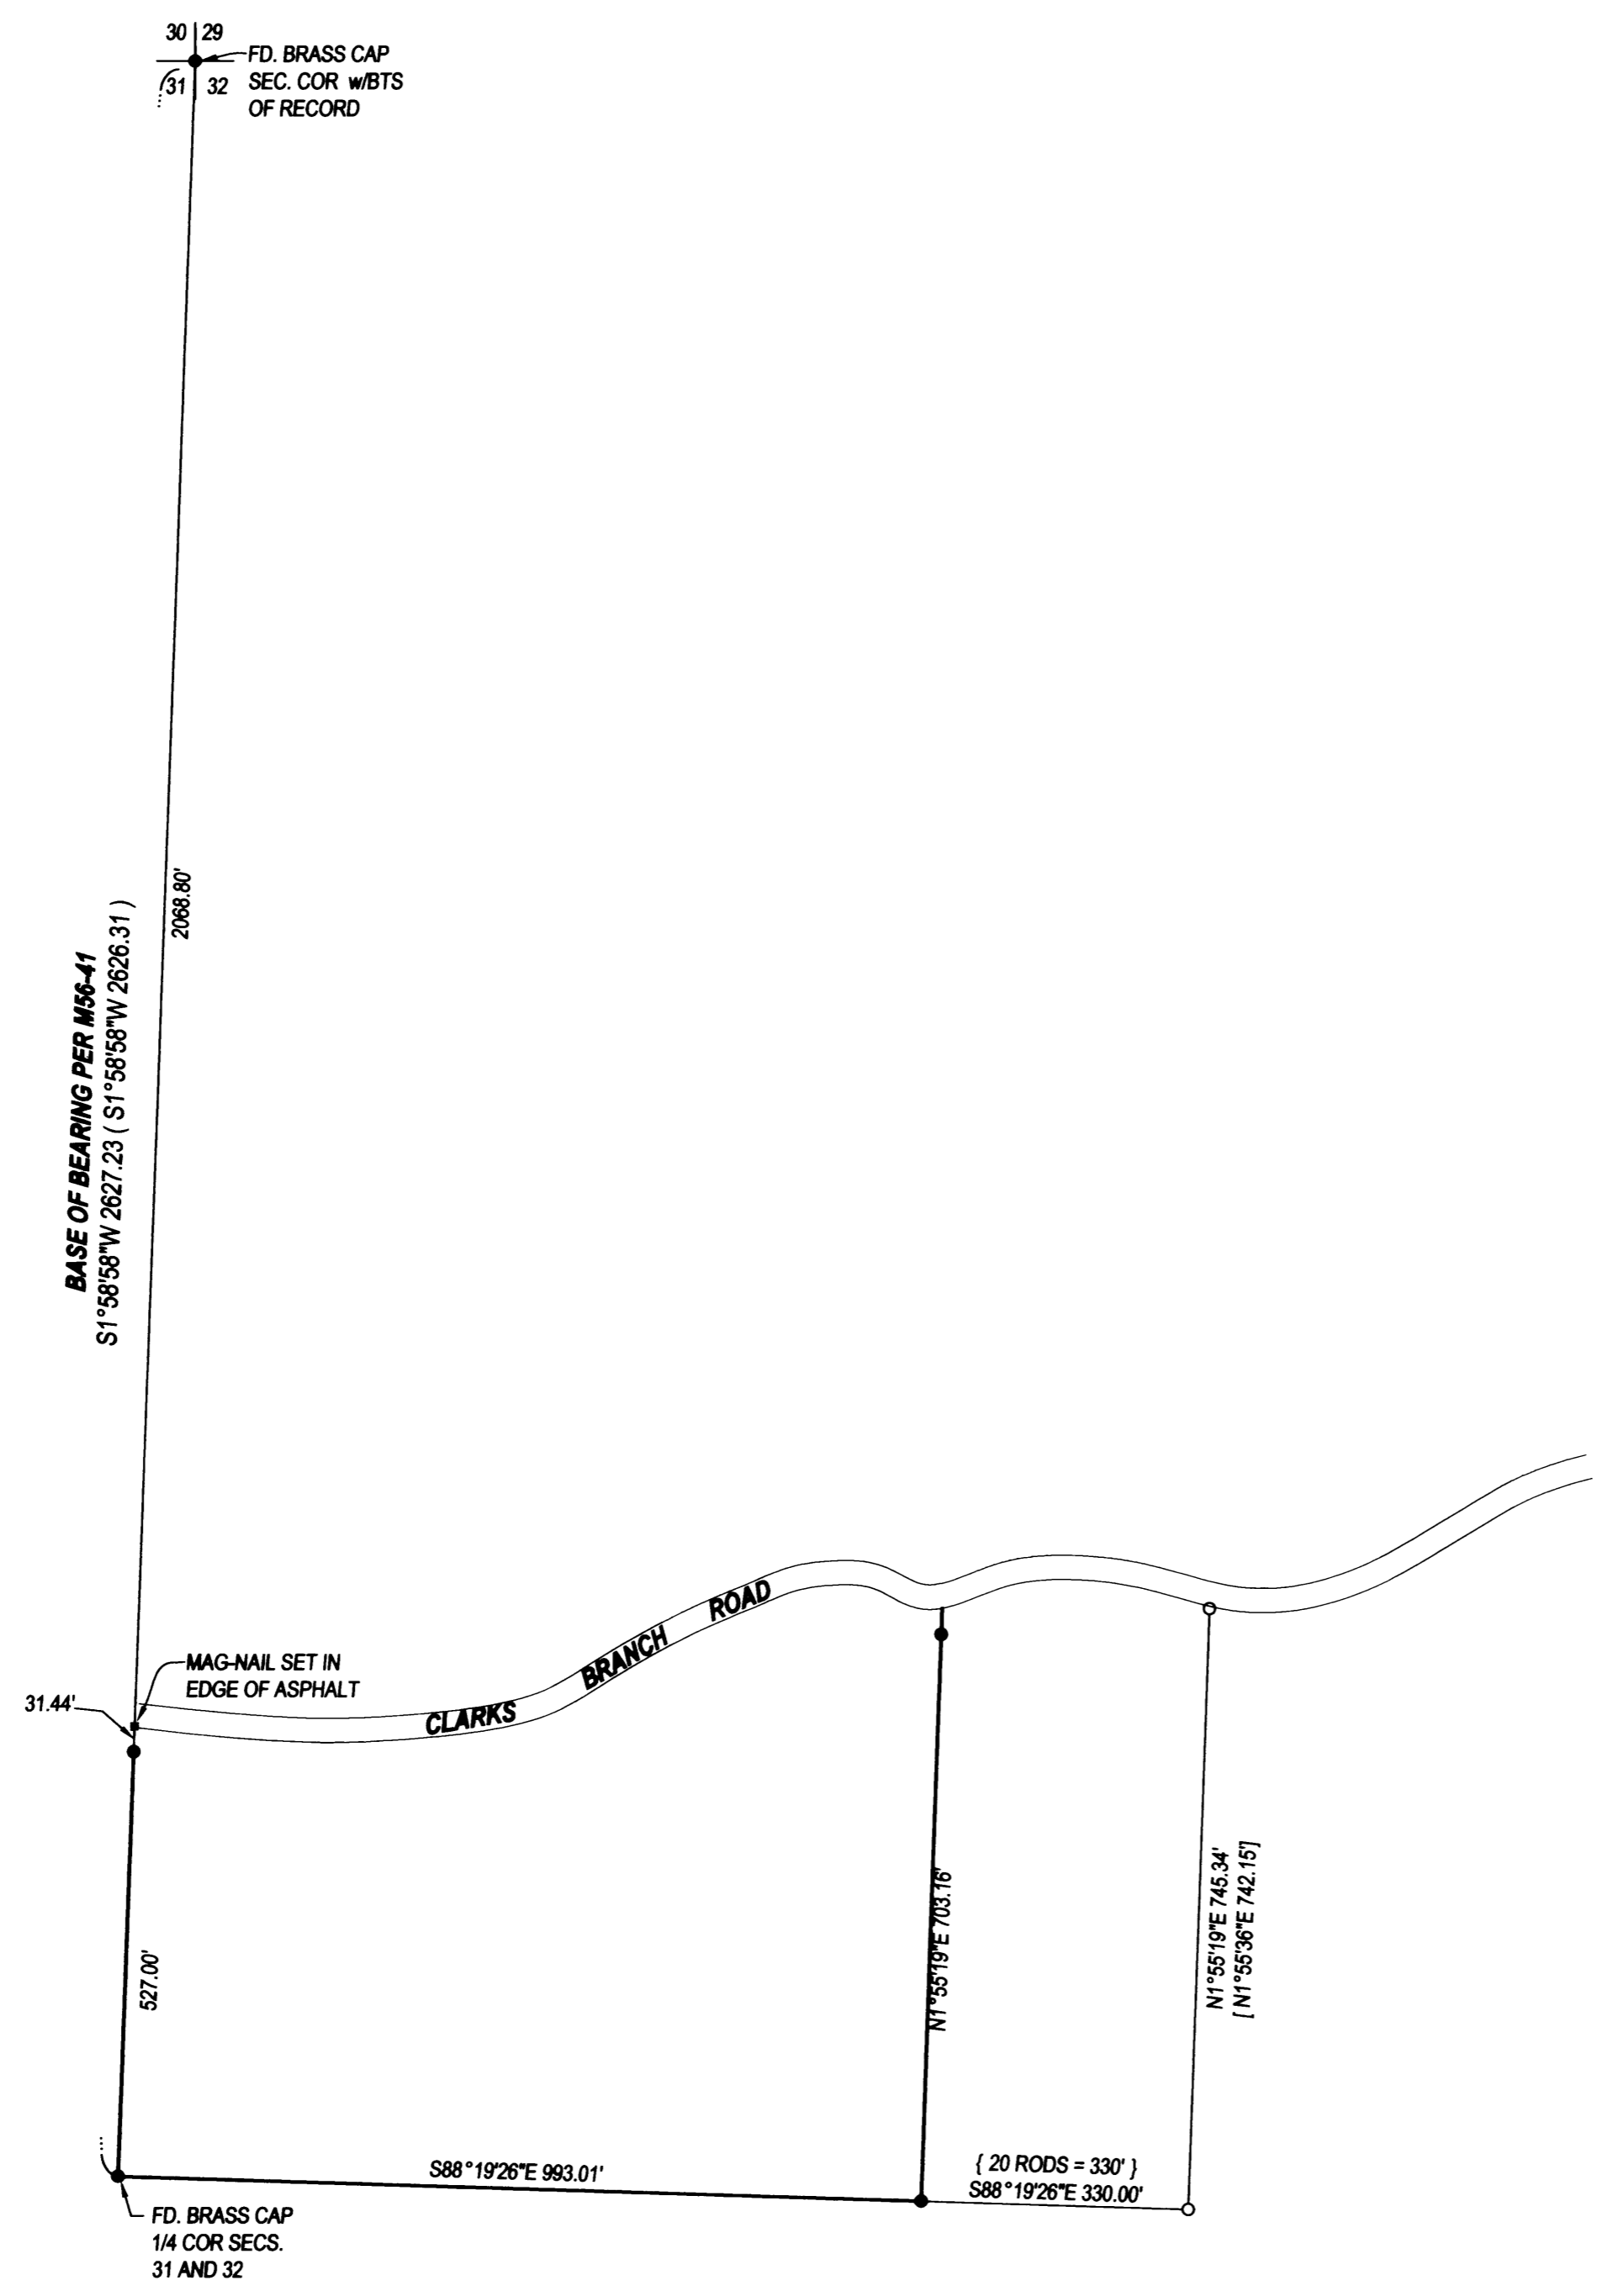 30 29
31 32
FD. BRASS CAP
SEC. COR w/BTS
OF RECORD
2068.80'
BASE OF BEARING PER M56-41
S1°58'58"W 2627.23 ( S1°58'58"W 2626.31 )
MAG-NAIL SET IN
EDGE OF ASPHALT
31.44'
CLARKS BRANCH ROAD
527.00'
N1°55'19"E 703.16'
N1°55'19"E 745.34'
[ N1°55'36"E 742.15']
S88°19'26"E 993.01'
{ 20 RODS = 330' }
S88°19'26"E 330.00'
FD. BRASS CAP
1/4 COR SECS.
31 AND 32